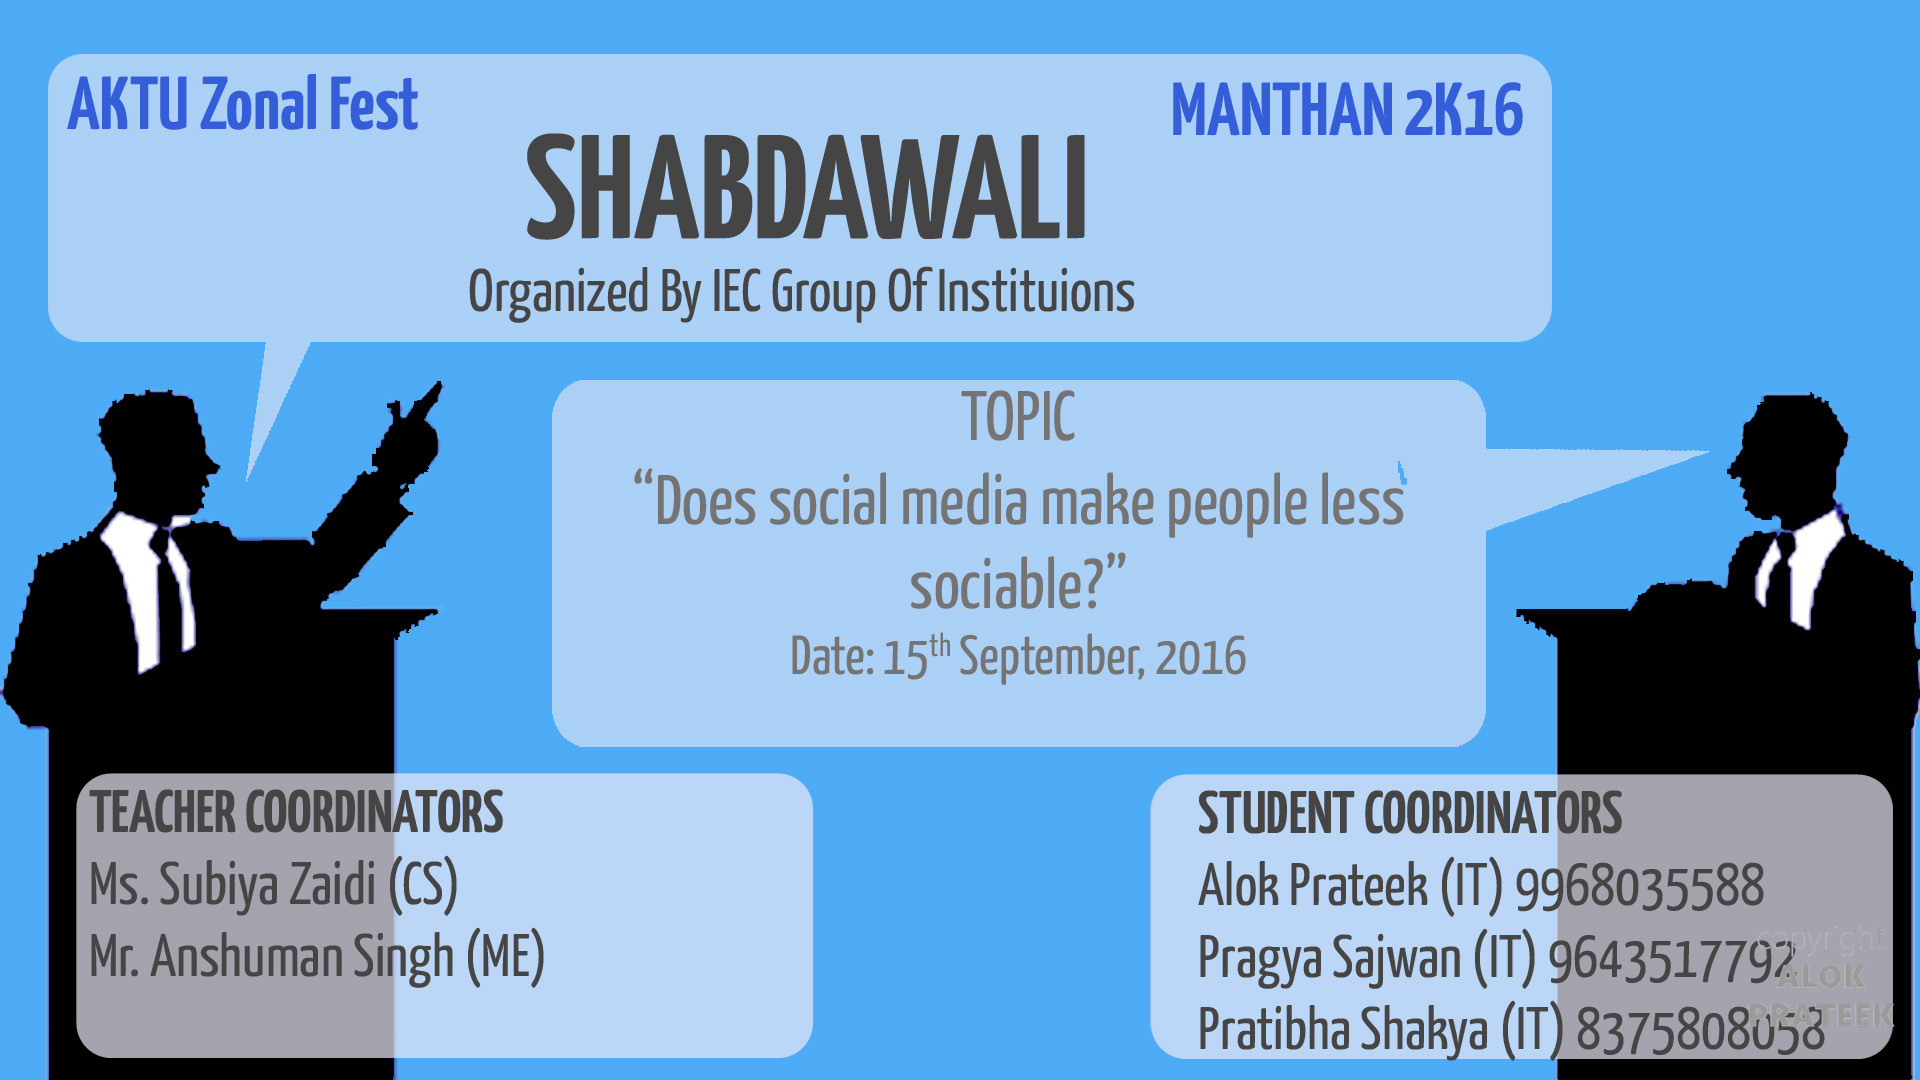 AKTU Zonal Fest
MANTHAN 2K16
SHABDAWALI
Organized By IEC Group Of Instituions
TOPIC
“Does social media make people less
sociable?”
Date: 15th September, 2016
TEACHER COORDINATORS
Ms. Subiya Zaidi (CS)
Mr. Anshuman Singh (ME)
STUDENT COORDINATORS
Alok Prateek (IT) 9968035588
Pragya Sajwan (IT) 9643517792
Pratibha Shakya (IT) 8375808058
copyright
ALOK
PRATEEK